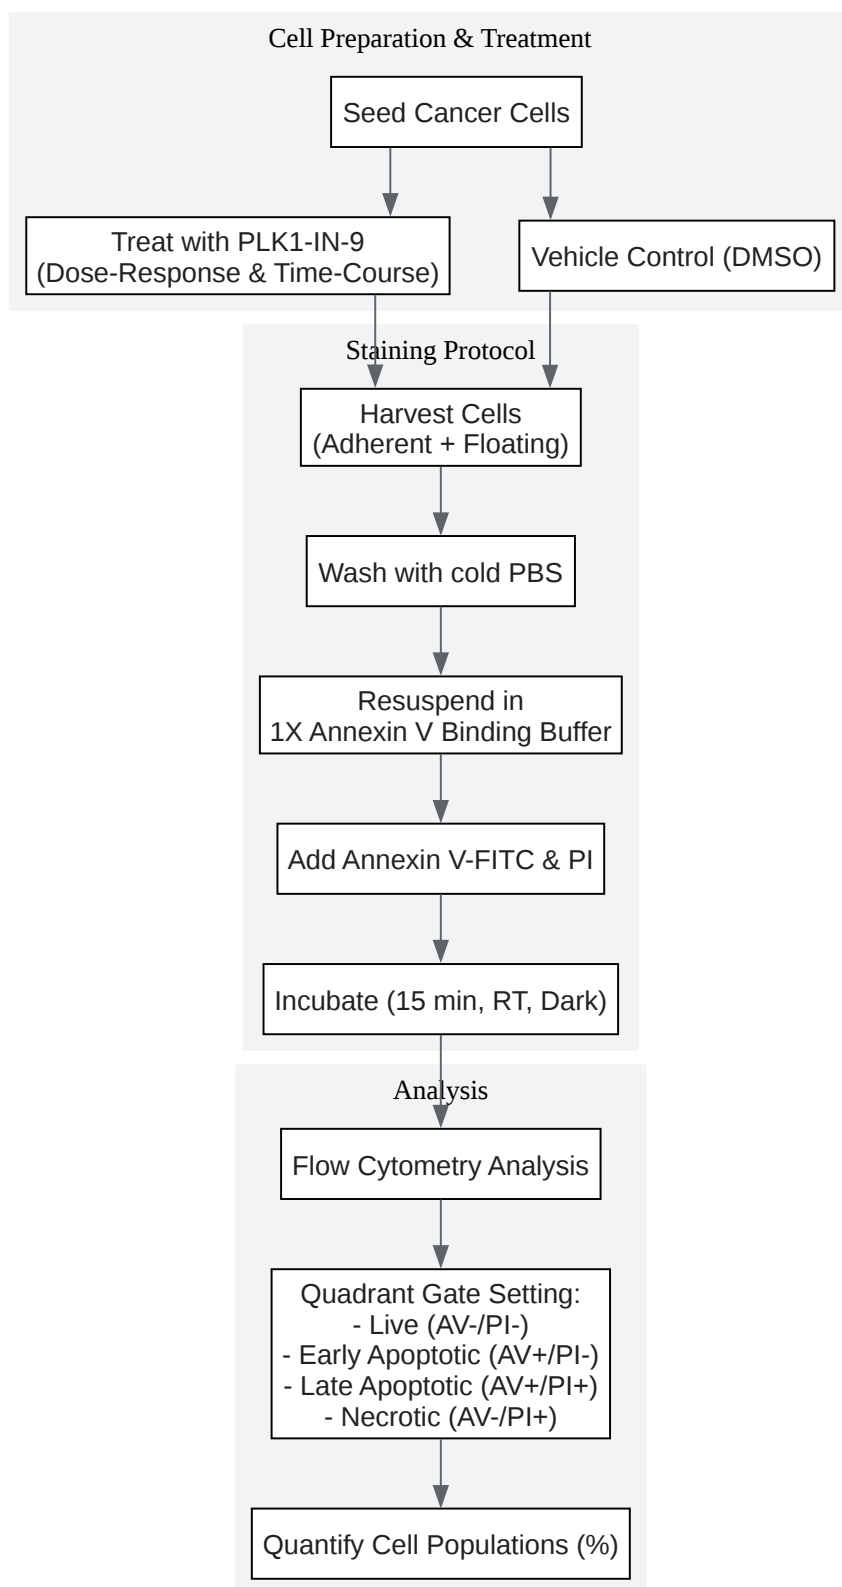 Cell Preparation & Treatment
Seed Cancer Cells
Treat with PLK1-IN-9
(Dose-Response & Time-Course)
Vehicle Control (DMSO)
Staining Protocol
Harvest Cells
(Adherent + Floating)
Wash with cold PBS
Resuspend in
1X Annexin V Binding Buffer
Add Annexin V-FITC & PI
Incubate (15 min, RT, Dark)
Analysis
Flow Cytometry Analysis
Quadrant Gate Setting:
- Live (AV-/PI-)
- Early Apoptotic (AV+/PI-)
- Late Apoptotic (AV+/PI+)
- Necrotic (AV-/PI+)
Quantify Cell Populations (%)